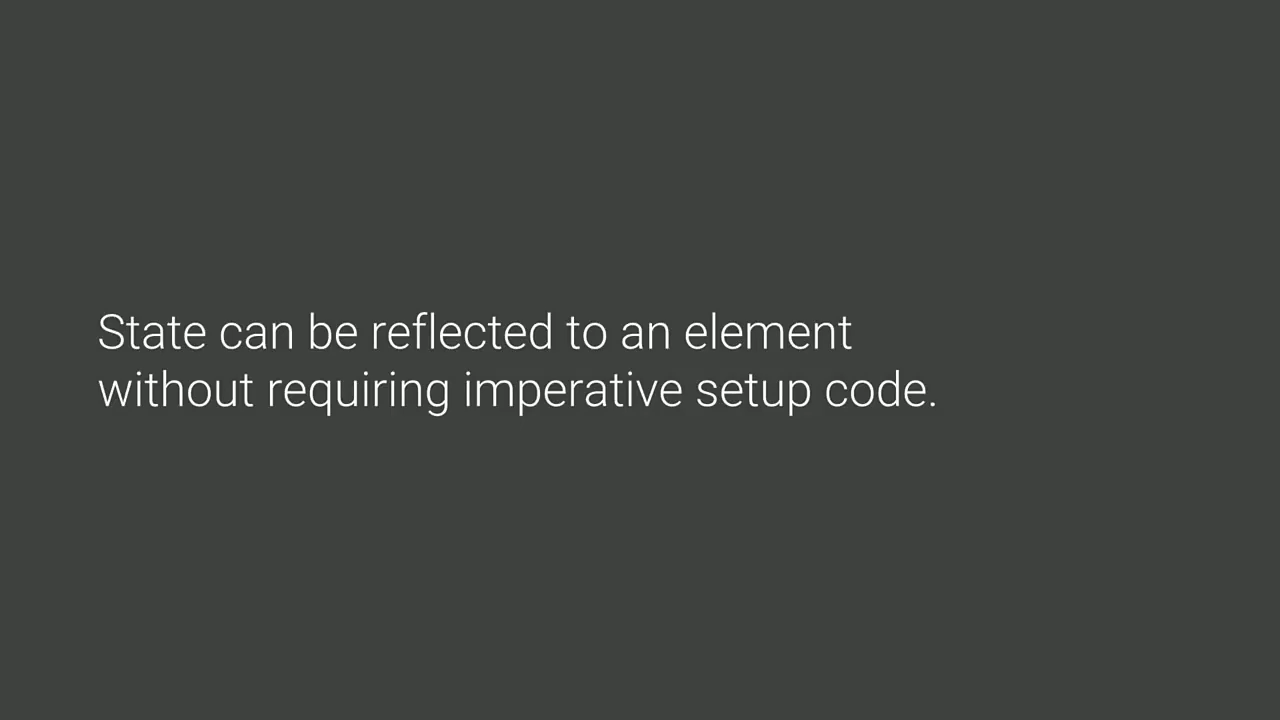 State can be reflected to an element
without requiring imperative setup code.